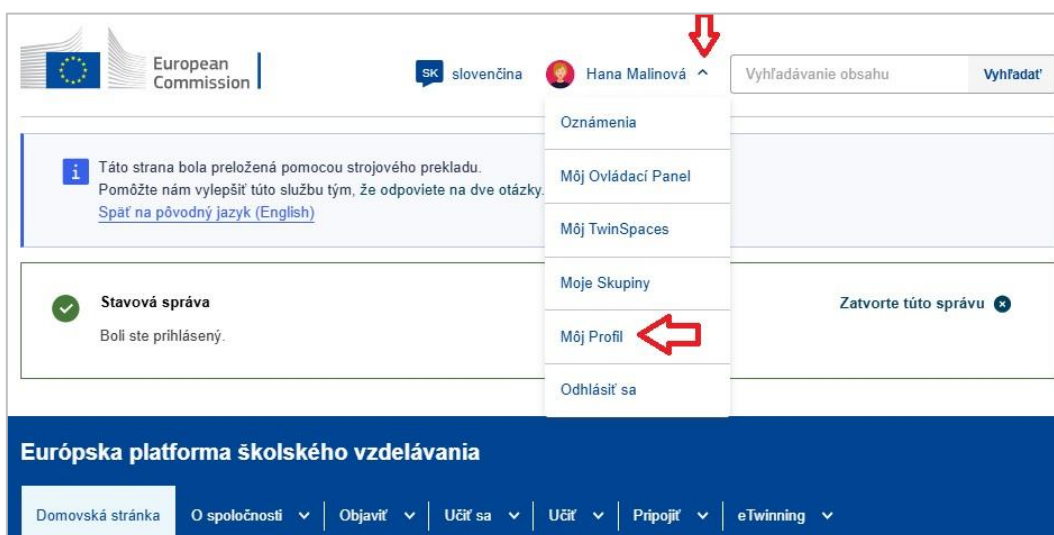 European
Commission
SK slovenčina
Hana Malinová
Vyhľadávanie obsahu
Vyhľadať
Oznámenia
Môj Ovládací Panel
Môj TwinSpaces
Moje Skupiny
Môj Profil
Odhlásiť sa
i
Táto strana bola preložená pomocou strojového prekladu.
Pomôžte nám vylepšiť túto službu tým, že odpoviete na dve otázky.
Späť na pôvodný jazyk (English)
Stavová správa
Zatvorte túto správu
Boli ste prihlásený.
Európska platforma školského vzdelávania
Domovská stránka O spoločnosti Objaviť Učiť sa Učiť Pripojiť eTwinning